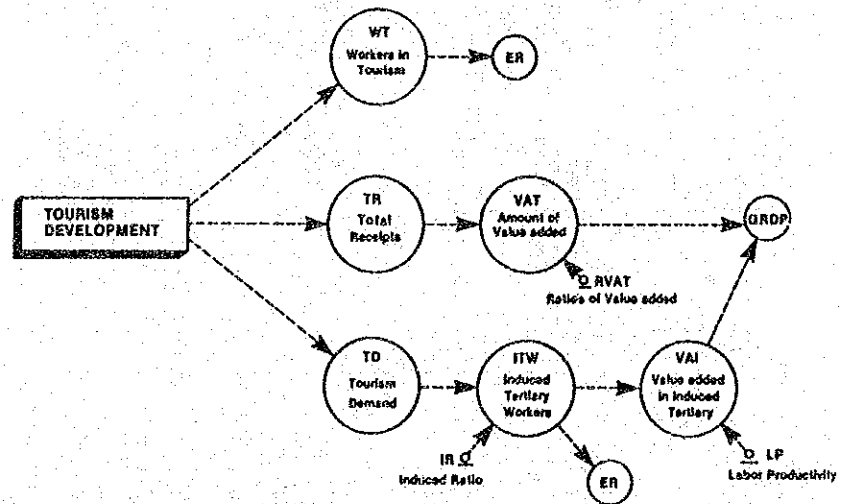 WT
Workers in
Tourism
ER
TOURISM
DEVELOPMENT
TR
Total
Receipts
VAT
Amount of
Value added
GRDP
RVAT
Ratio's of Value added
TD
Tourism
Demand
ITW
Induced
Tertiary
Workers
VAI
Value added
in Induced
Tertiary
IR
Induced Ratio
ER
LP
Labor Productivity